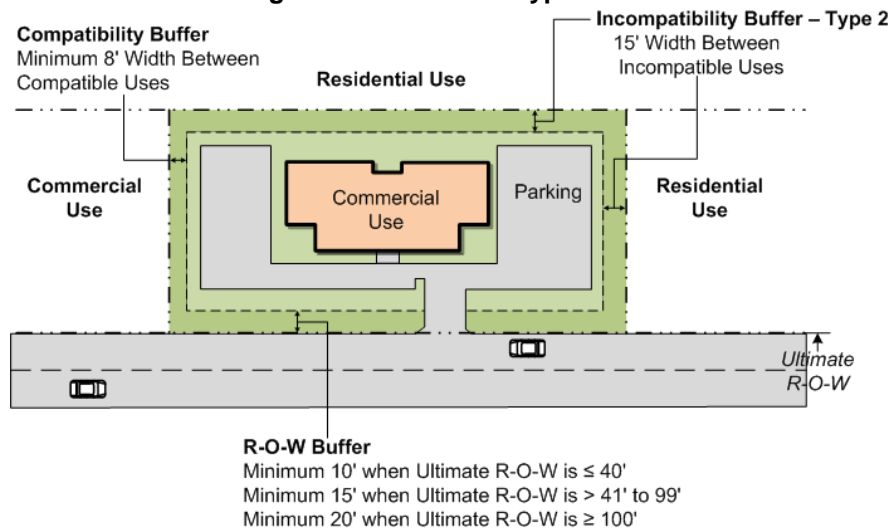 Compatibility Buffer
Minimum 8' Width Between
Compatible Uses
Incompatibility Buffer – Type 2
15' Width Between
Incompatible Uses
Residential Use
Commercial
Use
Commercial
Use
Parking
Residential
Use
Ultimate
R-O-W
R-O-W Buffer
Minimum 10' when Ultimate R-O-W is ≤ 40'
Minimum 15' when Ultimate R-O-W is > 41' to 99'
Minimum 20' when Ultimate R-O-W is ≥ 100'